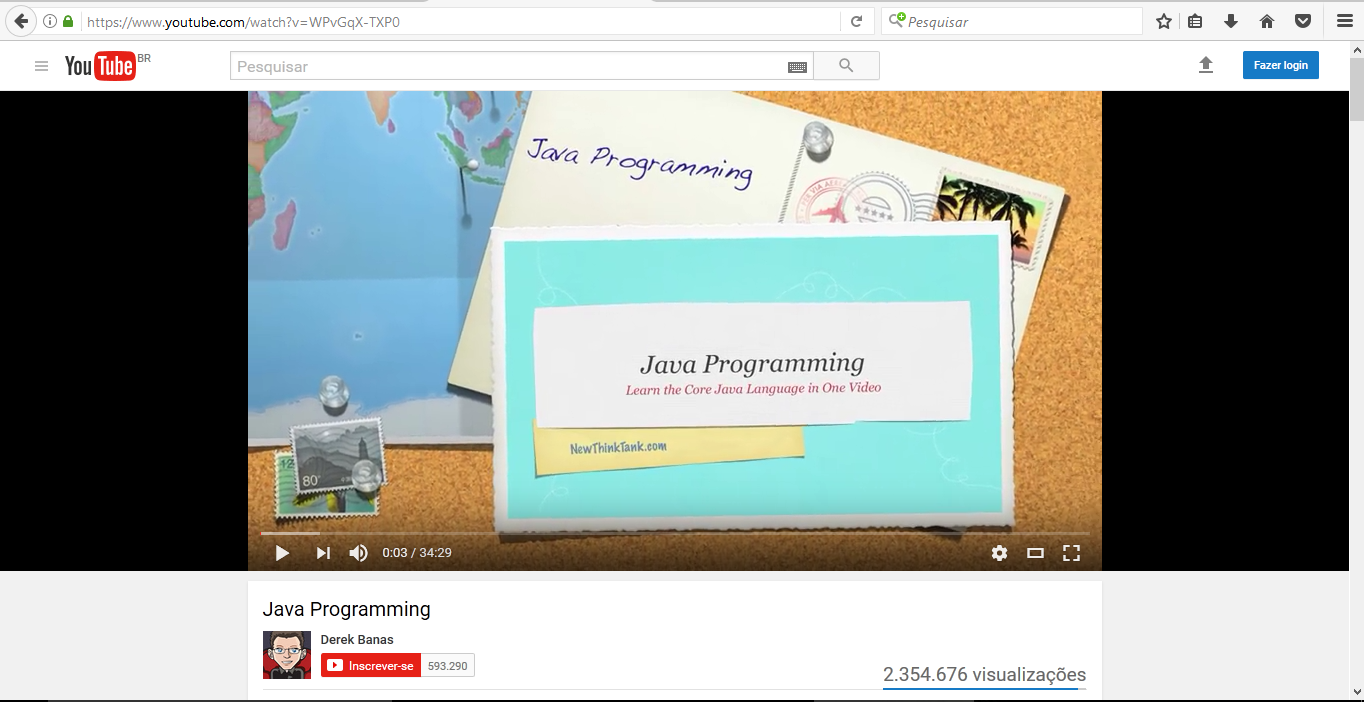 https://www.youtube.com/watch?v=WPvGqX-TXP0
Pesquisar
YouTube BR
Pesquisar
Fazer login
Java Programming
Java Programming
Learn the Core Java Language in One Video
NewThinkTank.com
80
0:03 / 34:29
Java Programming
Derek Banas
Inscrever-se 593.290
2.354.676 visualizações